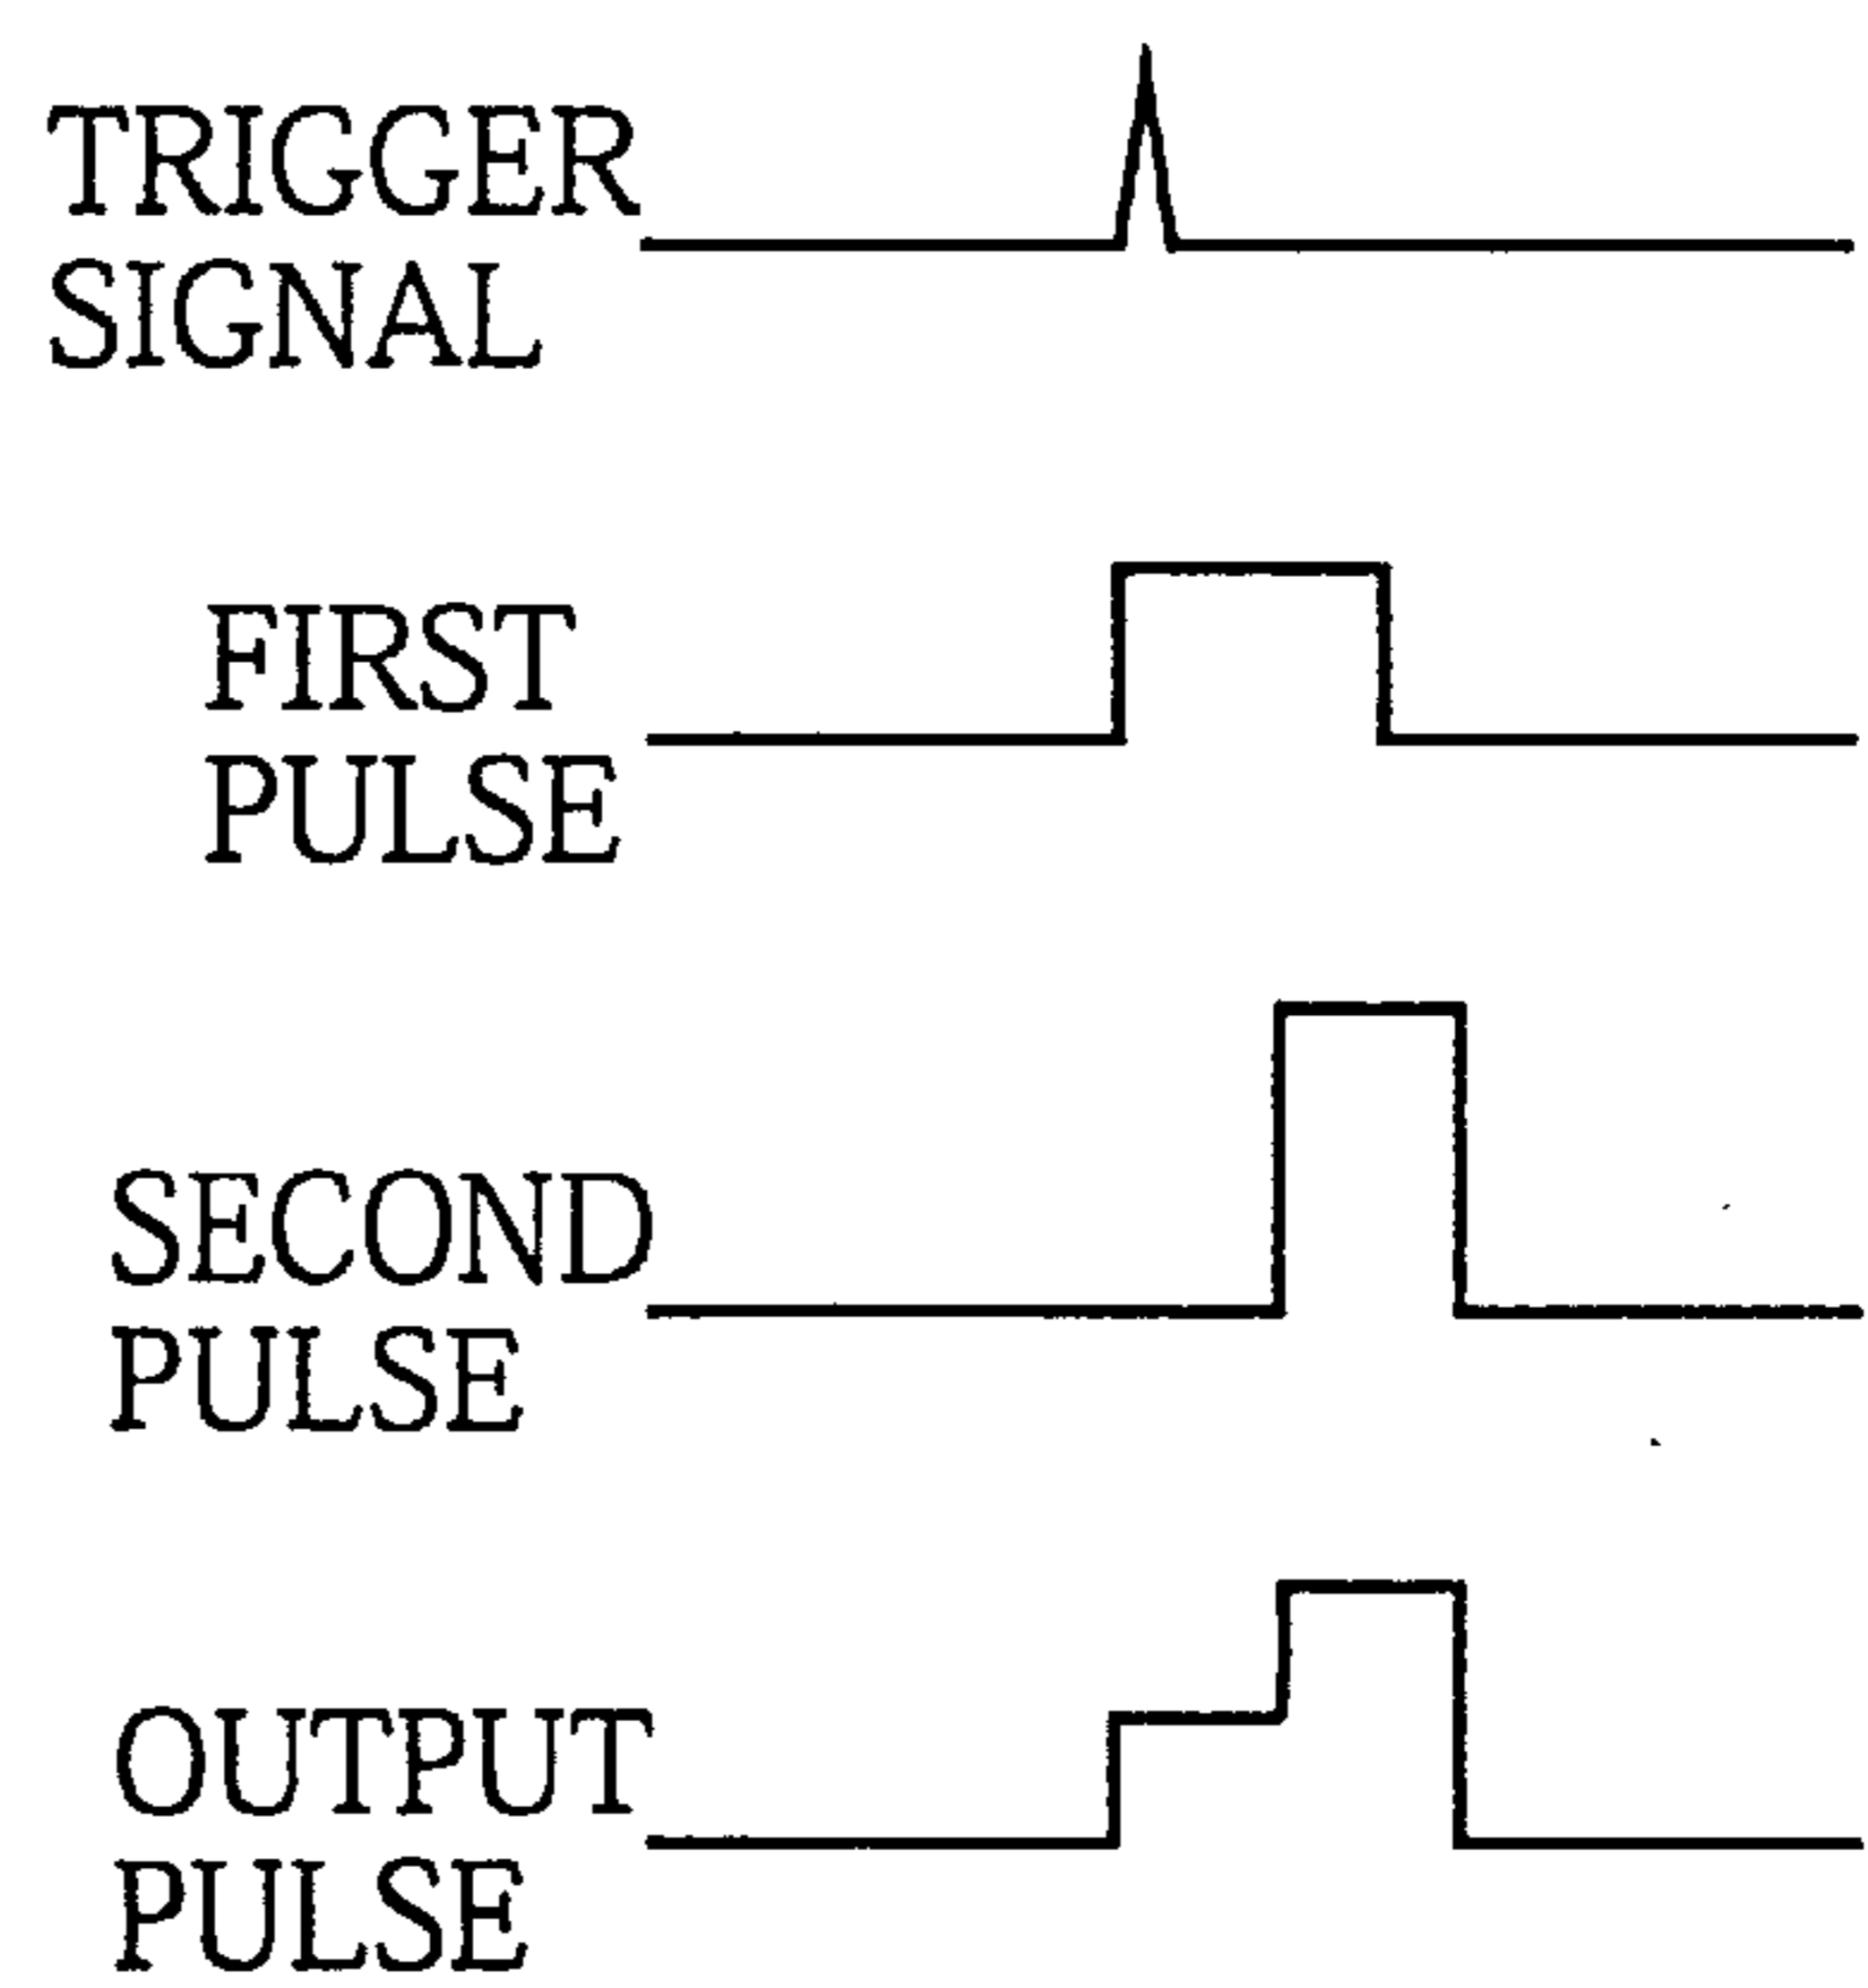 TRIGGER
SIGNAL
FIRST
PULSE
SECOND
PULSE
OUTPUT
PULSE